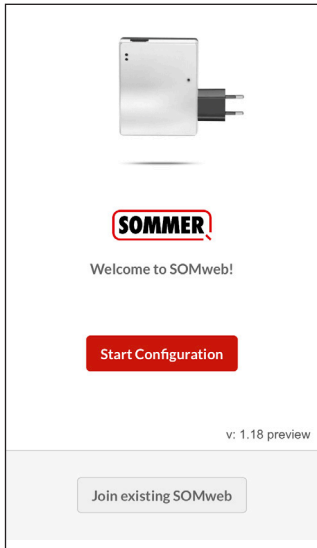 SOMMER
Welcome to SOMweb!
Start Configuration
v: 1.18 preview
Join existing SOMweb